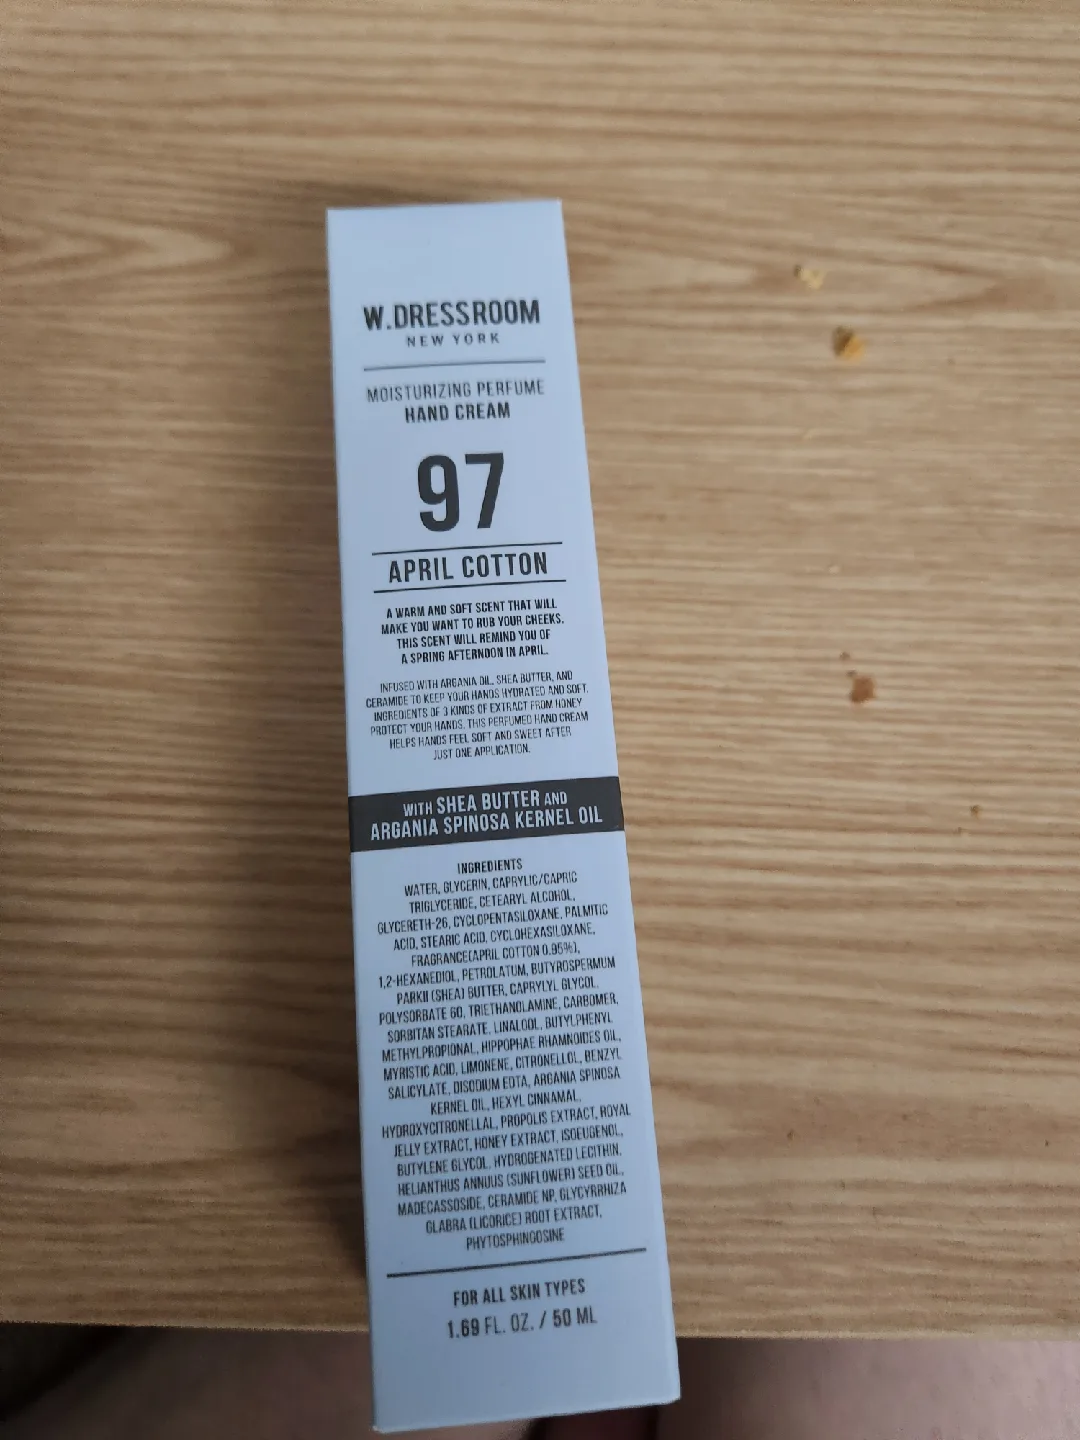 W.DRESSROOM
NEW YORK
MOISTURIZING PERFUME
HAND CREAM
97
APRIL COTTON
A WARM AND SOFT SCENT THAT WILL
MAKE YOU WANT TO RUB YOUR CHEEKS.
THIS SCENT WILL REMIND YOU OF
A SPRING AFTERNOON IN APRIL.
INFUSED WITH ARGANIA OIL, SHEA BUTTER, AND
CERAMIDE TO KEEP YOUR HANDS HYDRATED AND SOFT.
INGREDIENTS OF 3 KINDS OF EXTRACT FROM HONEY
PROTECT YOUR HANDS. THIS PERFUMED HAND CREAM
HELPS HANDS FEEL SOFT AND SWEET AFTER
JUST ONE APPLICATION.
WITH SHEA BUTTER AND
ARGANIA SPINOSA KERNEL OIL
INGREDIENTS
WATER, GLYCERIN, CAPRYLIC/CAPRIC
TRIGLYCERIDE, CETEARYL ALCOHOL,
GLYCERETH-26, CYCLOPENTASILOXANE, PALMITIC
ACID, STEARIC ACID, CYCLOHEXASILOXANE,
FRAGRANCE(APRIL COTTON 0.95%),
1,2-HEXANEDIOL, PETROLATUM, BUTYROSPERMUM
PARKII (SHEA) BUTTER, CAPRYLYL GLYCOL,
POLYSORBATE 60, TRIETHANOLAMINE, CARBOMER,
SORBITAN STEARATE, LINALOOL, BUTYLPHENYL
METHYLPROPIONAL, HIPPOPHAE RHAMNOIDES OIL,
MYRISTIC ACID, LIMONENE, CITRONELLOL, BENZYL
SALICYLATE, DISODIUM EDTA, ARGANIA SPINOSA
KERNEL OIL, HEXYL CINNAMAL,
HYDROXYCITRONELLAL, PROPOLIS EXTRACT, ROYAL
JELLY EXTRACT, HONEY EXTRACT, ISOEUGENOL,
BUTYLENE GLYCOL, HYDROGENATED LECITHIN,
HELIANTHUS ANNUUS (SUNFLOWER) SEED OIL,
MADECASSOSIDE, CERAMIDE NP, GLYCYRRHIZA
GLABRA (LICORICE) ROOT EXTRACT,
PHYTOSPHINGOSINE
FOR ALL SKIN TYPES
1.69 FL. OZ. / 50 ML